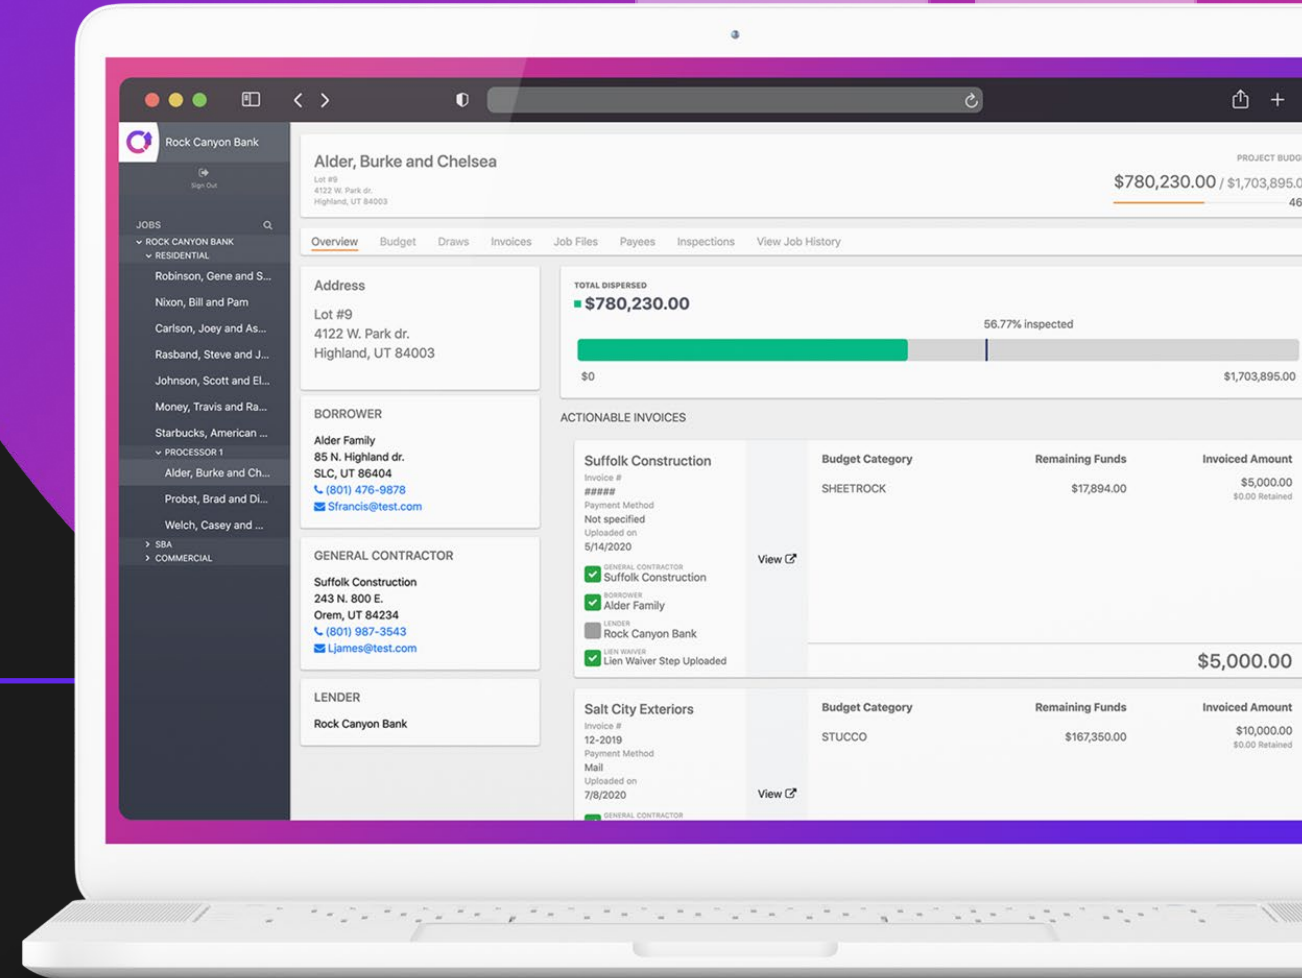 Rock Canyon Bank
Sign Out
JOBS
ROCK CANYON BANK
RESIDENTIAL
Robinson, Gene and S...
Nixon, Bill and Pam
Carlson, Joey and As...
Rasband, Steve and J...
Johnson, Scott and El...
Money, Travis and Ra...
Starbucks, American ...
PROCESSOR 1
Alder, Burke and Ch...
Probst, Brad and Di...
Welch, Casey and ...
SBA
COMMERCIAL
Alder, Burke and Chelsea
Lot #9
4122 W. Park dr.
Highland, UT 84003
PROJECT BUDG
$780,230.00 / $1,703,895.0
46
Overview Budget Draws Invoices Job Files Payees Inspections View Job History
Address
Lot #9
4122 W. Park dr.
Highland, UT 84003
BORROWER
Alder Family
85 N. Highland dr.
SLC, UT 86404
(801) 476-9878
Sfrancis@test.com
GENERAL CONTRACTOR
Suffolk Construction
243 N. 800 E.
Orem, UT 84234
(801) 987-3543
Ljames@test.com
LENDER
Rock Canyon Bank
TOTAL DISPERSED
$780,230.00
56.77% inspected
$0 $1,703,895.00
ACTIONABLE INVOICES
Suffolk Construction
Invoice #
#####
Payment Method
Not specified
Uploaded on
5/14/2020
GENERAL CONTRACTOR
Suffolk Construction
BORROWER
Alder Family
LENDER
Rock Canyon Bank
LIEN WAIVER
Lien Waiver Step Uploaded
View
Budget Category Remaining Funds Invoiced Amount
SHEETROCK $17,894.00 $5,000.00
$0.00 Retained
$5,000.00
Salt City Exteriors
Invoice #
12-2019
Payment Method
Mail
Uploaded on
7/8/2020
GENERAL CONTRACTOR
View
Budget Category Remaining Funds Invoiced Amount
STUCCO $167,350.00 $10,000.00
$0.00 Retained